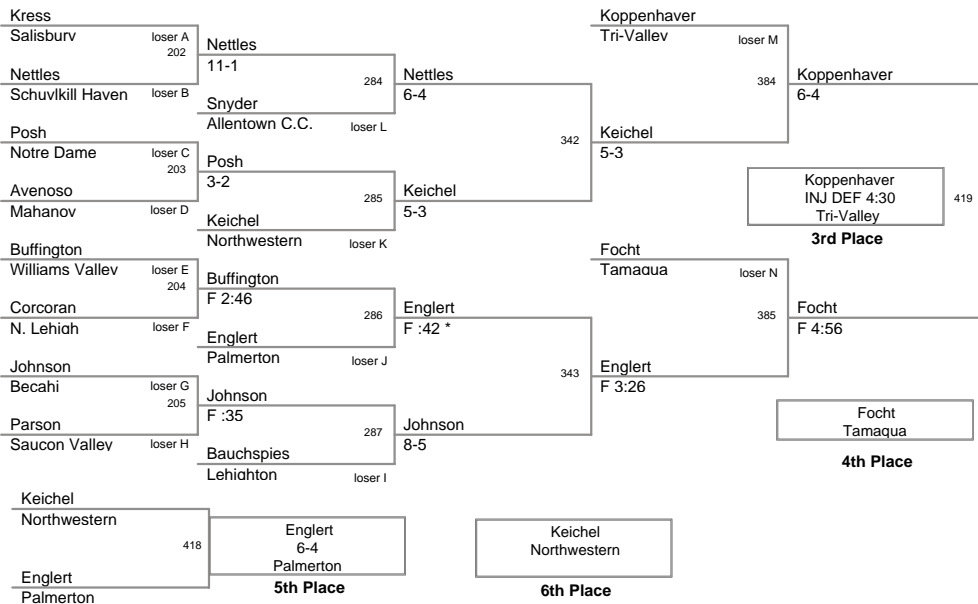 Kress
Salisbury
loser A
202
Nettles
Schuylkill Haven
loser B
Posh
Notre Dame
loser C
203
Avenoso
Mahanoy
loser D
Buffington
Williams Valley
loser E
204
Corcoran
N. Lehigh
loser F
Johnson
Becahi
loser G
205
Parson
Saucon Valley
loser H
Nettles
11-1
284
Snyder
Allentown C.C.
loser L
Posh
3-2
285
Keichel
Northwestern
loser K
Buffington
F 2:46
286
Englert
Palmerton
loser J
Johnson
F :35
287
Bauchspies
Lehighton
loser I
Nettles
6-4
342
Keichel
5-3
Englert
F :42 *
343
Johnson
8-5
Koppenhaver
Tri-Valley
loser M
384
Keichel
5-3
Focht
Tamaqua
loser N
385
Englert
F 3:26
Koppenhaver
6-4
419
Focht
F 4:56
Koppenhaver
INJ DEF 4:30
Tri-Valley
3rd Place
Focht
Tamaqua
4th Place
Keichel
Northwestern
418
Englert
Palmerton
Englert
6-4
Palmerton
5th Place
Keichel
Northwestern
6th Place